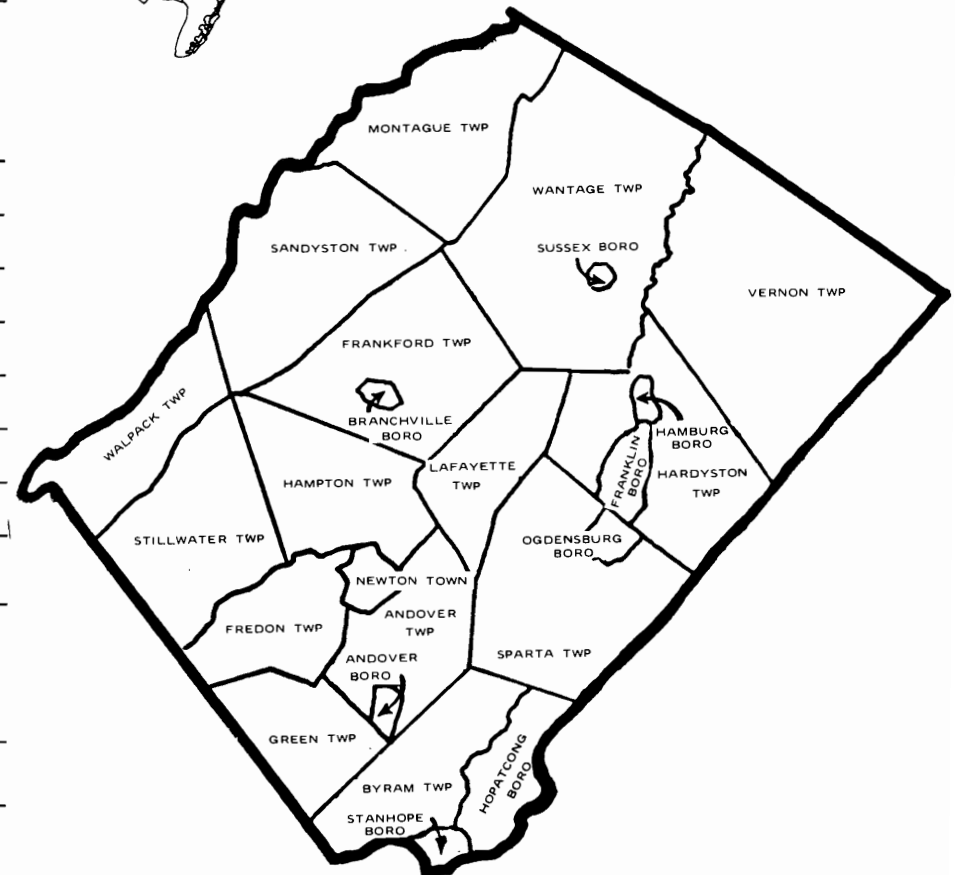 MONTAGUE TWP
WANTAGE TWP
SANDYSTON TWP.
SUSSEX BORO
VERNON TWP
FRANKFORD TWP
WALPACK TWP
BRANCHVILLE
BORO
HAMBURG
BORO
FRANKLIN
BORO
LAFAYETTE
TWP
HARDYSTON
TWP
HAMPTON TWP
STILLWATER TWP
OGDENSBURG
BORO
NEWTON TOWN
ANDOVER
TWP
FREDON TWP
SPARTA TWP
ANDOVER
BORO
GREEN TWP
HOPATCONG
BORO
BYRAM TWP
STANHOPE
BORO